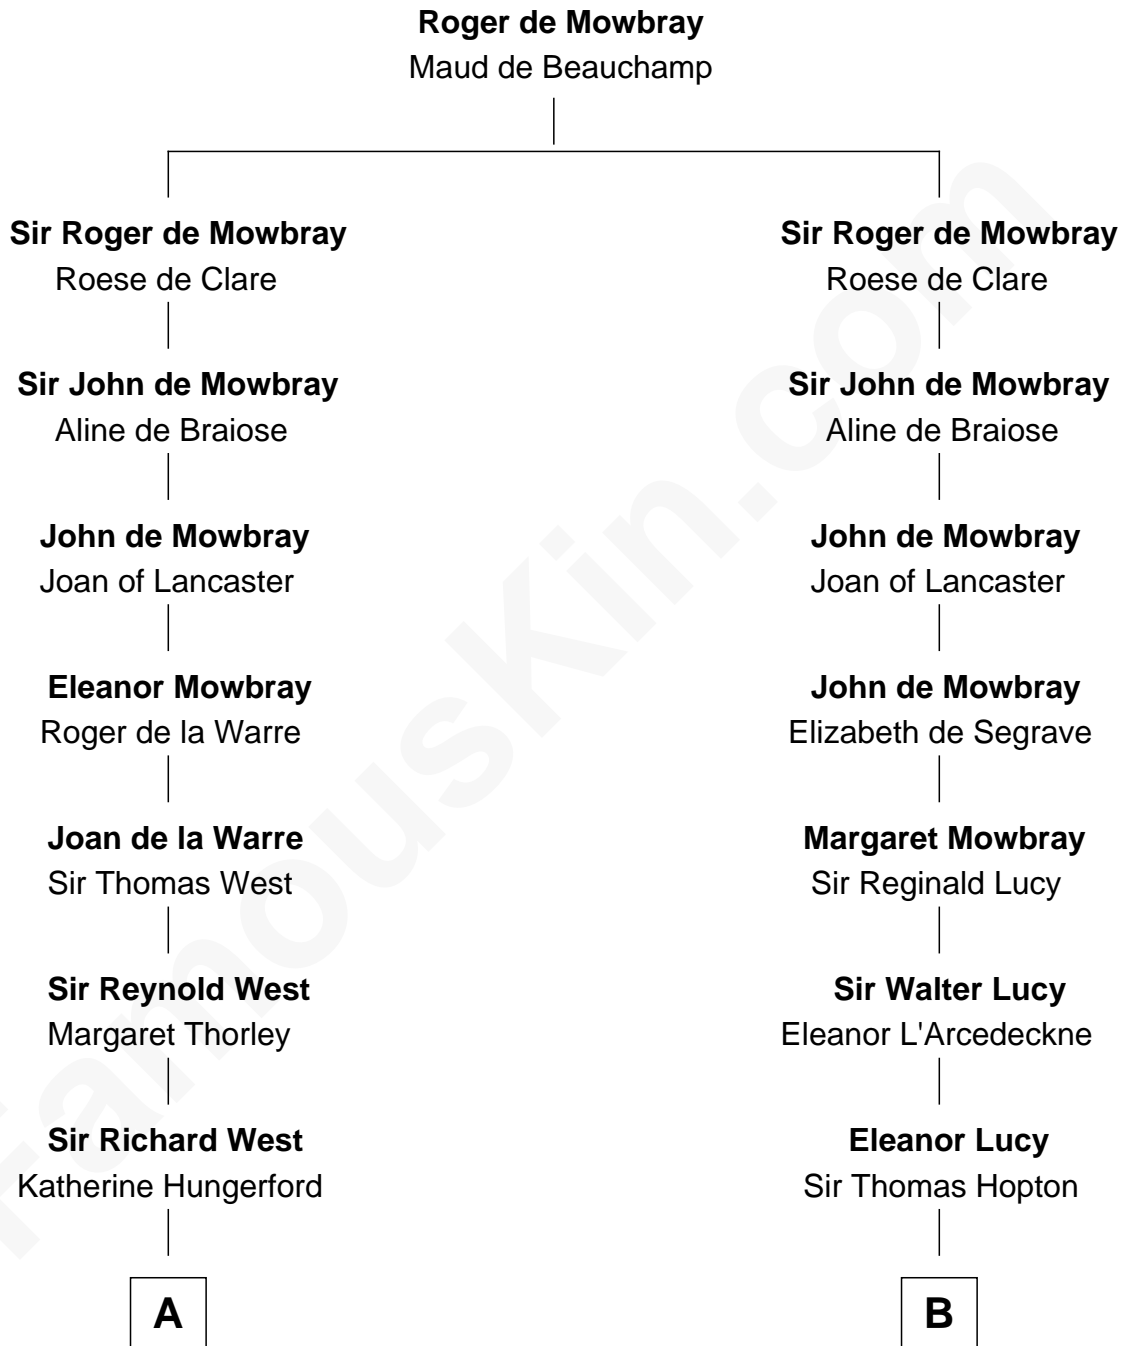 Roger de Mowbray
Maud de Beauchamp
Sir Roger de Mowbray
Roese de Clare
Sir John de Mowbray
Aline de Braiose
John de Mowbray
Joan of Lancaster
Eleanor Mowbray
Roger de la Warre
Joan de la Warre
Sir Thomas West
Sir Reynold West
Margaret Thorley
Sir Richard West
Katherine Hungerford
A
Sir Roger de Mowbray
Roese de Clare
Sir John de Mowbray
Aline de Braiose
John de Mowbray
Joan of Lancaster
John de Mowbray
Elizabeth de Segrave
Margaret Mowbray
Sir Reginald Lucy
Sir Walter Lucy
Eleanor L'Arcedeckne
Eleanor Lucy
Sir Thomas Hopton
B
FamousKin.com